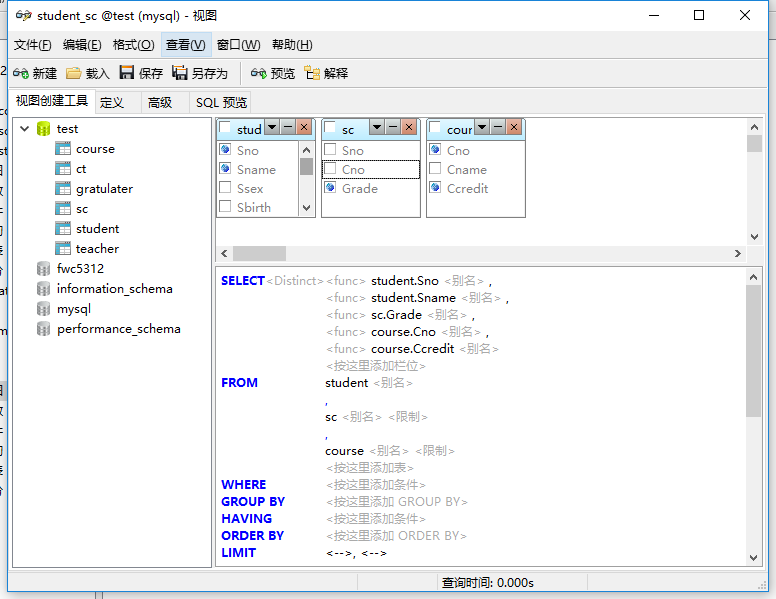 student_sc @test (mysql) - 视图
文件(F) 编辑(E) 格式(O) 查看(V) 窗口(W) 帮助(H)
新建 载入 保存 另存为 预览 解释
视图创建工具 定义 高级 SQL 预览
test
course
ct
gratulater
sc
student
teacher
fwc5312
information_schema
mysql
performance_schema
stud
Sno
Sname
Ssex
Sbirth
sc
Sno
Cno
Grade
cour
Cno
Cname
Ccredit
SELECT <Distinct> <func> student.Sno <别名> ,
<func> student.Sname <别名> ,
<func> sc.Grade <别名> ,
<func> course.Cno <别名> ,
<func> course.Ccredit <别名>
<按这里添加栏位>
FROM student <别名>
,
sc <别名> <限制>
,
course <别名> <限制>
<按这里添加表>
WHERE <按这里添加条件>
GROUP BY <按这里添加 GROUP BY>
HAVING <按这里添加条件>
ORDER BY <按这里添加 ORDER BY>
LIMIT <-->, <-->
查询时间: 0.000s